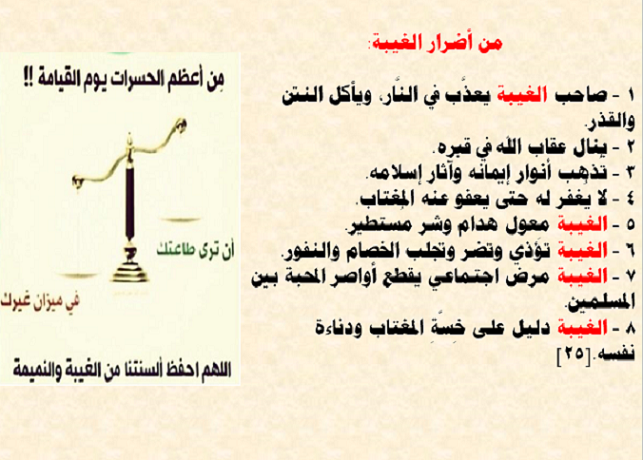 من أضرار الغيبة:
١ - صاحب الغيبة يعذَّب في النَّار، ويأكل النتن
والقذر.
٢ - ينال عقاب الله في قبره.
٣ - تذهِب أنوار إيمانه وآثار إسلامه.
٤ - لا يغفر له حتى يعفو عنه المغتاب.
٥ - الغيبة معول هدام وشر مستطير.
٦ - الغيبة تؤذي وتضر وتجلب الخصام والنفور.
٧ - الغيبة مرض اجتماعي يقطع أواصر المحبة بين
المسلمين.
٨ - الغيبة دليل على خِسَّةِ المغتاب ودناءة
نفسه.[٢٥]
مِن أعظم الحسرات يوم القيامة !!
أن ترى طاعتك
في ميزان غيرك
اللهم احفظ ألسنتنا من الغيبة والنميمة